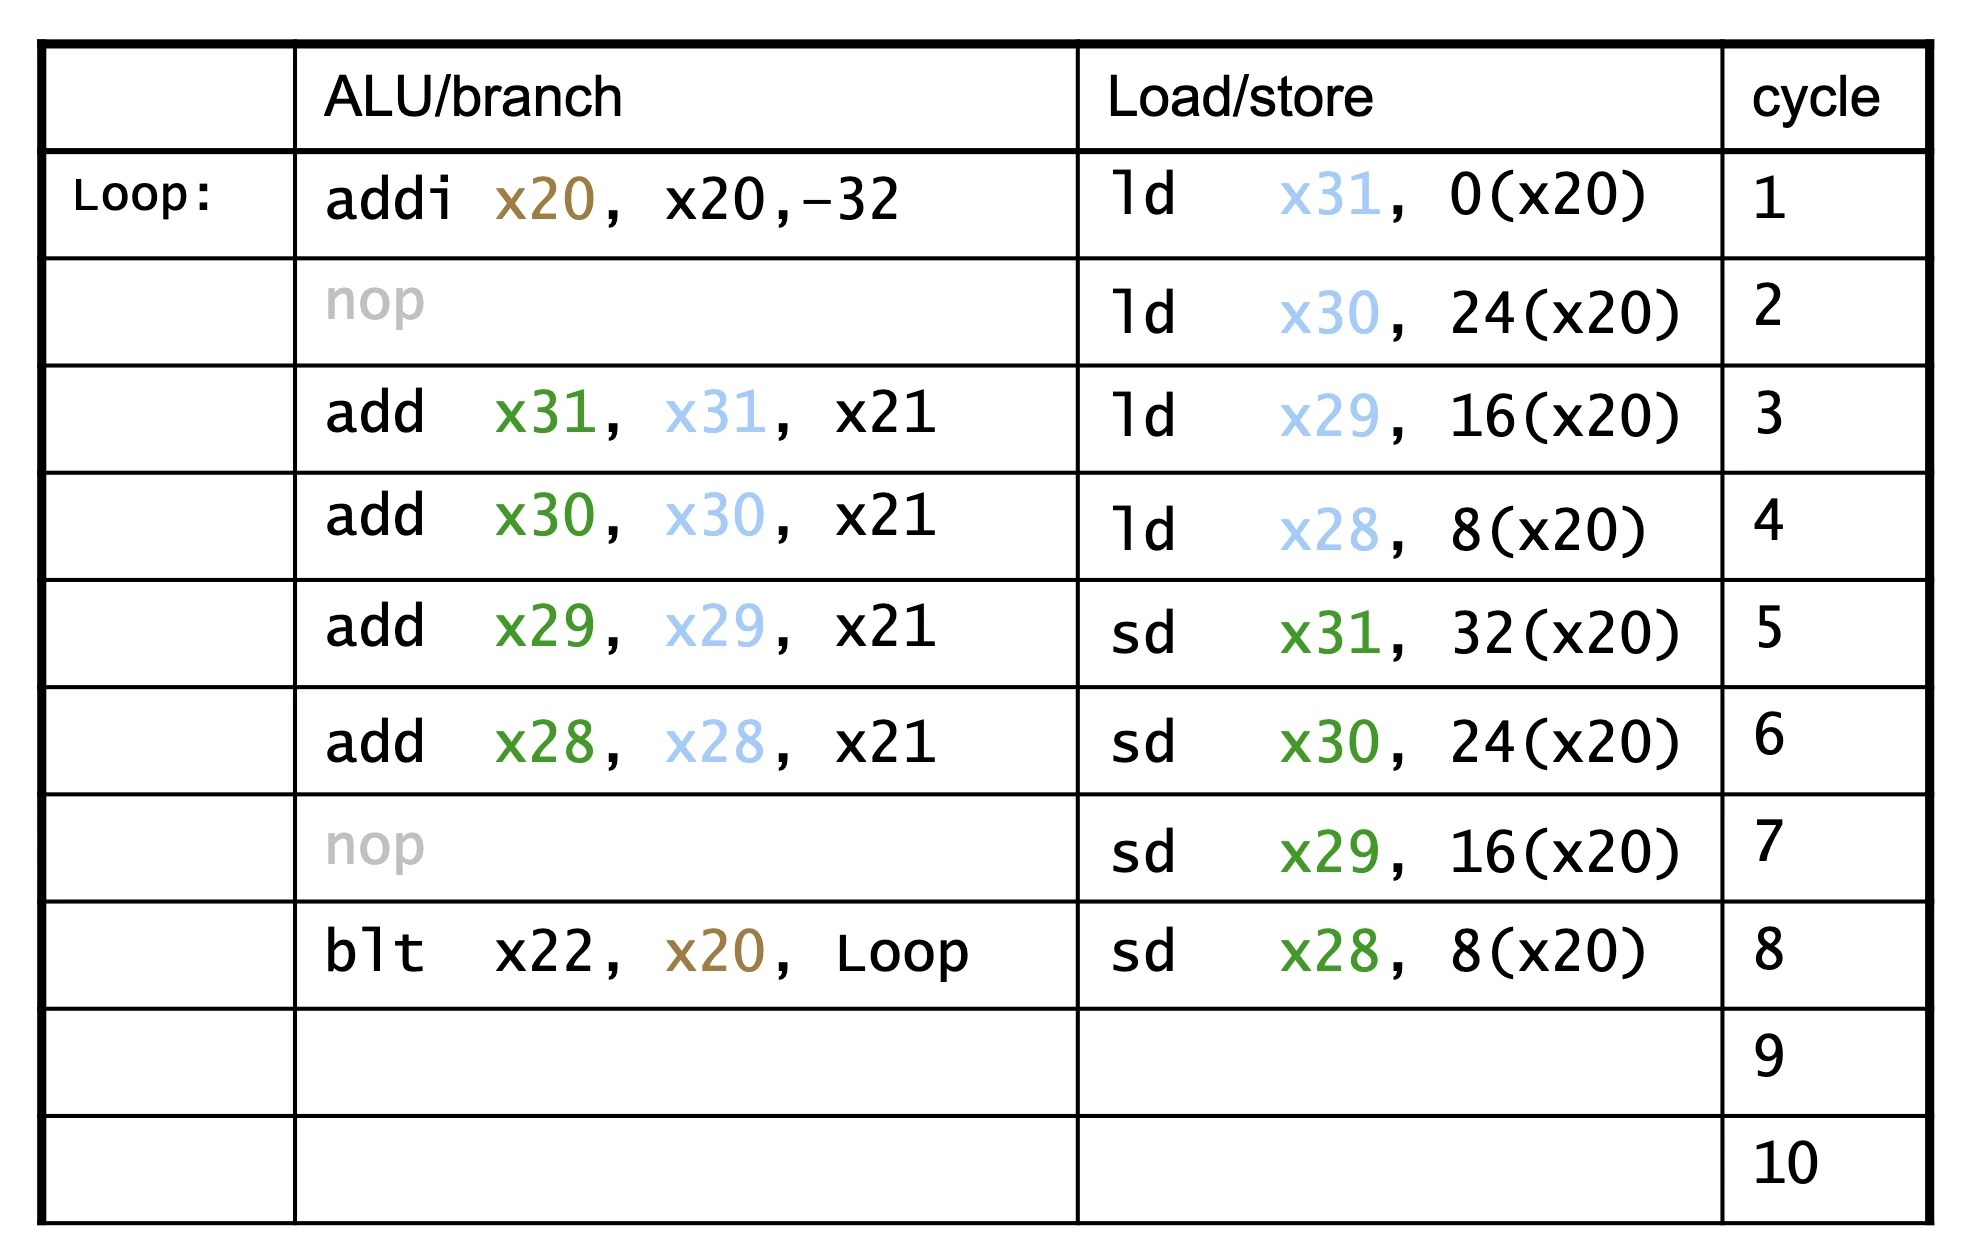 ALU/branch Load/store cycle
Loop: addi x20, x20,-32 ld x31, 0(x20) 1
nop ld x30, 24(x20) 2
add x31, x31, x21 ld x29, 16(x20) 3
add x30, x30, x21 ld x28, 8(x20) 4
add x29, x29, x21 sd x31, 32(x20) 5
add x28, x28, x21 sd x30, 24(x20) 6
nop sd x29, 16(x20) 7
blt x22, x20, Loop sd x28, 8(x20) 8
9
10